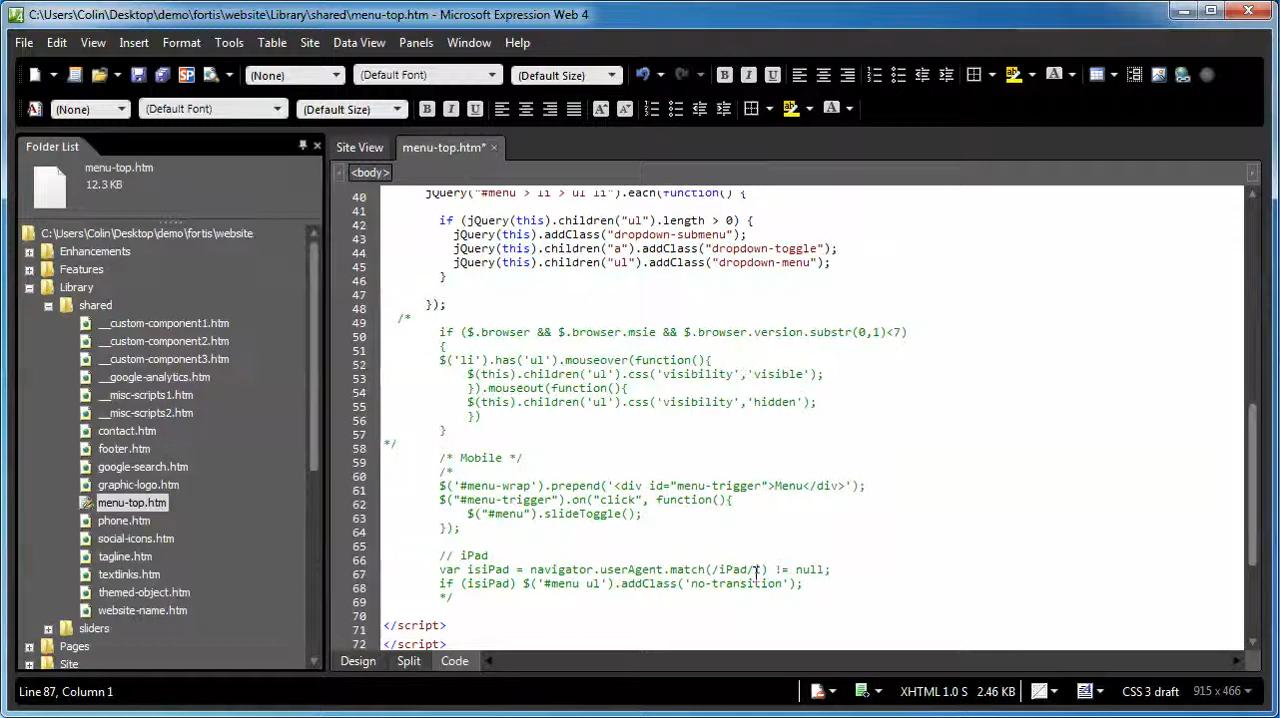 C:\Users\Colin\Desktop\demo\fortis\website\Library\shared\menu-top.htm - Microsoft Expression Web 4
File Edit View Insert Format Tools Table Site Data View Panels Window Help
(None) (Default Font) (Default Size) B I U A
(None) (Default Font) (Default Size) B I U A A ab A
Folder List
menu-top.htm
12.3 KB
C:\Users\Colin\Desktop\demo\fortis\website
Enhancements
Features
Library
shared
__custom-component1.htm
__custom-component2.htm
__custom-component3.htm
__google-analytics.htm
__misc-scripts1.htm
__misc-scripts2.htm
contact.htm
footer.htm
google-search.htm
graphic-logo.htm
menu-top.htm
phone.htm
social-icons.htm
tagline.htm
textlinks.htm
themed-object.htm
website-name.htm
sliders
Pages
Site
Site View menu-top.htm*
<body>
40 jQuery("#menu > li > ul li").each(function() {
41
42 if (jQuery(this).children("ul").length > 0) {
43 jQuery(this).addClass("dropdown-submenu");
44 jQuery(this).children("a").addClass("dropdown-toggle");
45 jQuery(this).children("ul").addClass("dropdown-menu");
46 }
47
48 });
49 /*
50 if ($.browser && $.browser.msie && $.browser.version.substr(0,1)<7)
51 {
52 $('li').has('ul').mouseover(function(){
53 $(this).children('ul').css('visibility','visible');
54 }).mouseout(function(){
55 $(this).children('ul').css('visibility','hidden');
56 })
57 }
58 */
59 /* Mobile */
60 /*
61 $('#menu-wrap').prepend('<div id="menu-trigger">Menu</div>');
62 $("#menu-trigger").on("click", function(){
63 $("#menu").slideToggle();
64 });
65
66 // iPad
67 var isiPad = navigator.userAgent.match(/iPad/i) != null;
68 if (isiPad) $('#menu ul').addClass('no-transition');
69 */
70
71 </script>
72 </script>
Design Split Code
Line 87, Column 1 XHTML 1.0 S 2.46 KB CSS 3 draft 915 x 466